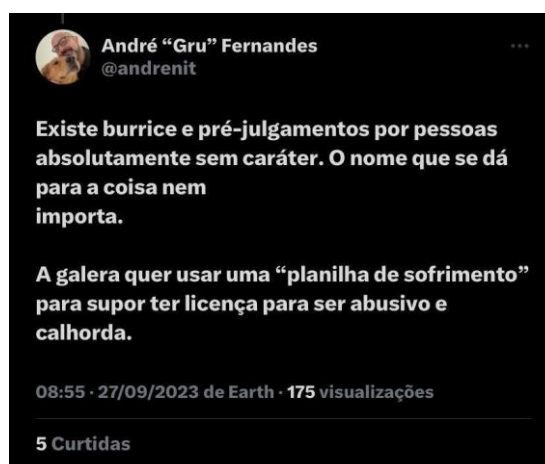 André “Gru” Fernandes
@andrenit
Existe burrice e pré-julgamentos por pessoas
absolutamente sem caráter. O nome que se dá
para a coisa nem
importa.
A galera quer usar uma “planilha de sofrimento”
para supor ter licença para ser abusivo e
calhorda.
08:55 · 27/09/2023 de Earth · 175 visualizações
5 Curtidas